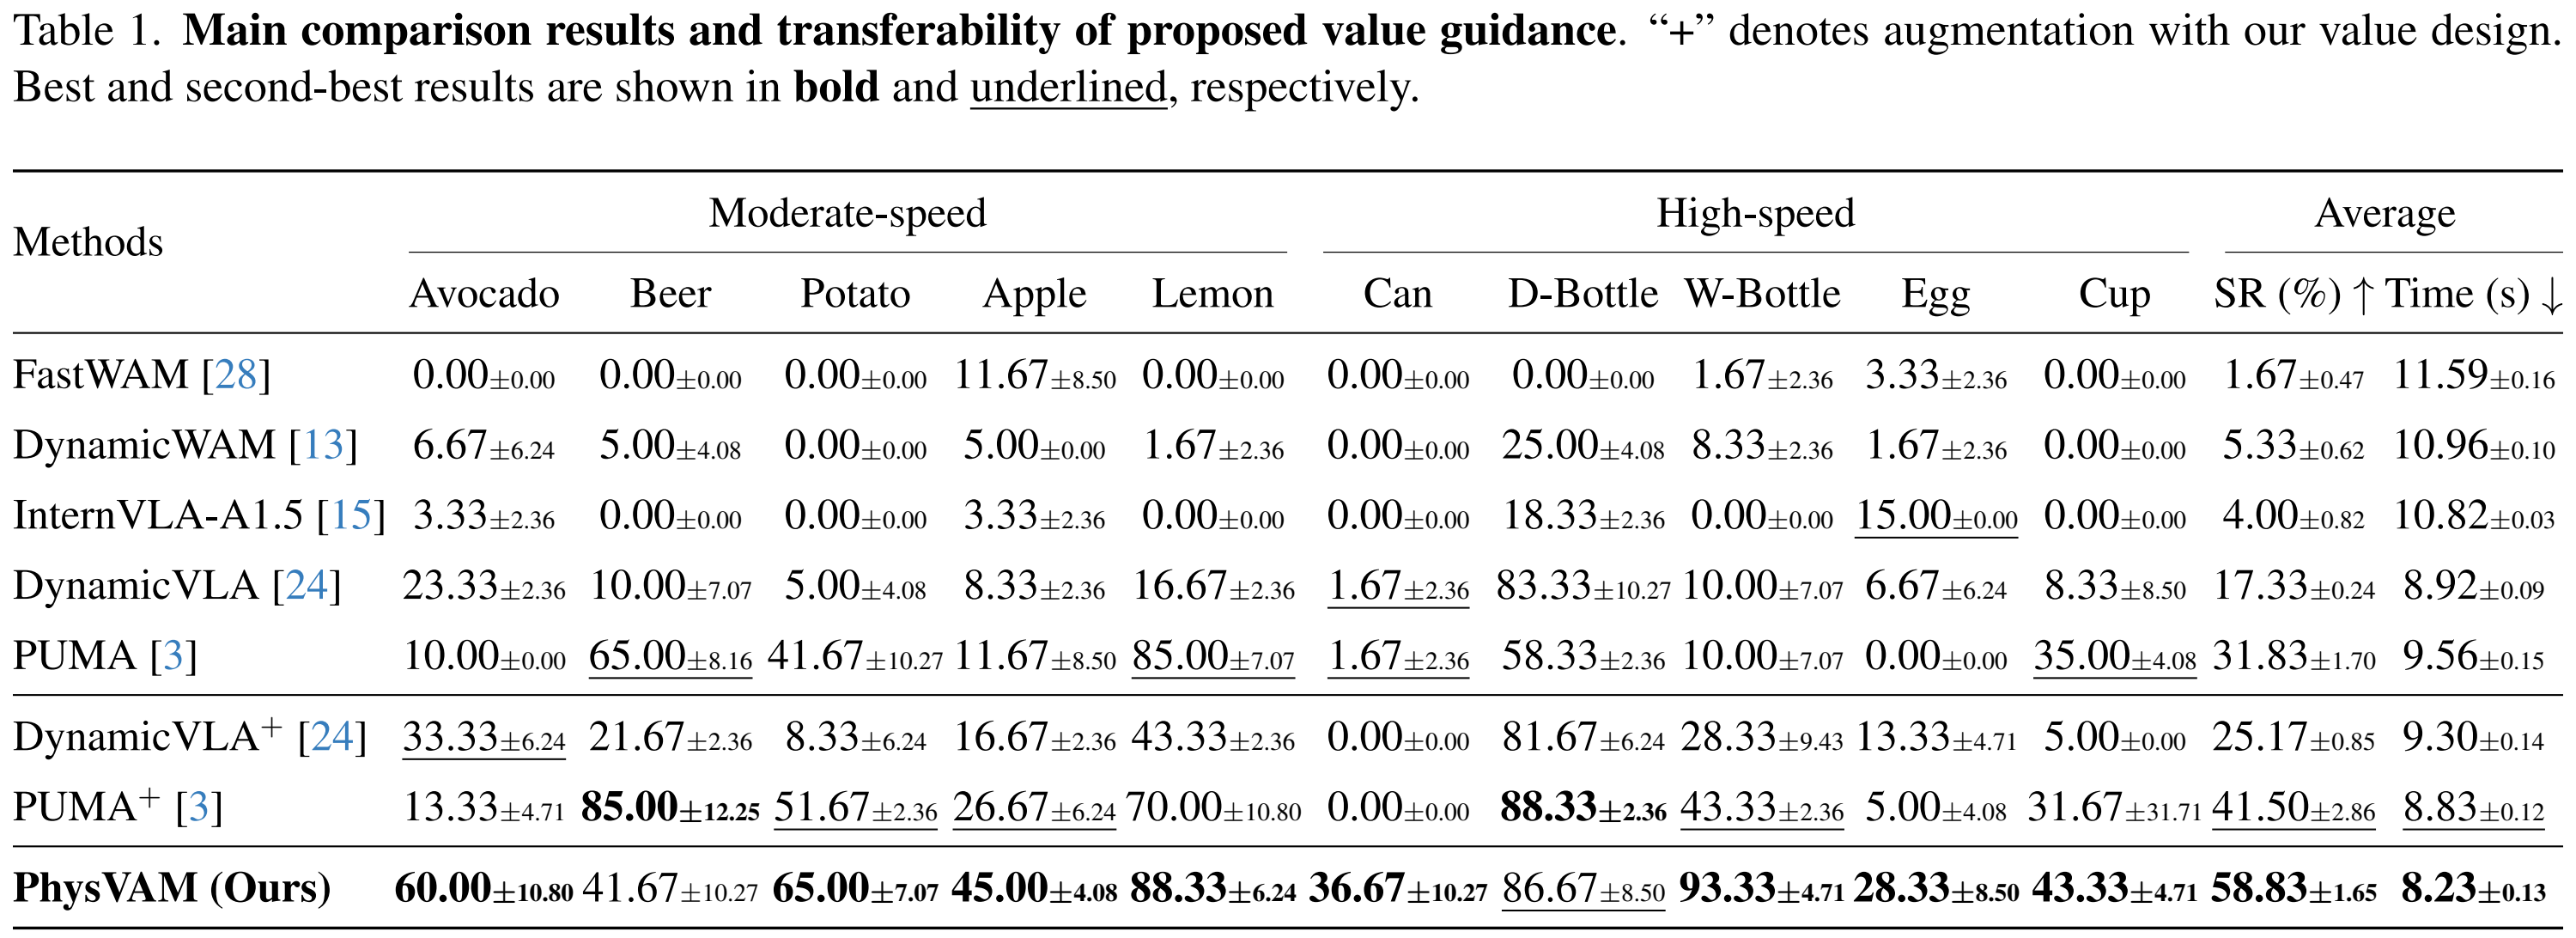 Table 1. Main comparison results and transferability of proposed value guidance. “+” denotes augmentation with our value design.
Best and second-best results are shown in bold and underlined, respectively.
Methods Moderate-speed High-speed Average
Avocado Beer Potato Apple Lemon Can D-Bottle W-Bottle Egg Cup SR (%) ↑ Time (s) ↓
FastWAM [28] 0.00±0.00 0.00±0.00 0.00±0.00 11.67±8.50 0.00±0.00 0.00±0.00 0.00±0.00 1.67±2.36 3.33±2.36 0.00±0.00 1.67±0.47 11.59±0.16
DynamicWAM [13] 6.67±6.24 5.00±4.08 0.00±0.00 5.00±0.00 1.67±2.36 0.00±0.00 25.00±4.08 8.33±2.36 1.67±2.36 0.00±0.00 5.33±0.62 10.96±0.10
InternVLA-A1.5 [15] 3.33±2.36 0.00±0.00 0.00±0.00 3.33±2.36 0.00±0.00 0.00±0.00 18.33±2.36 0.00±0.00 15.00±0.00 0.00±0.00 4.00±0.82 10.82±0.03
DynamicVLA [24] 23.33±2.36 10.00±7.07 5.00±4.08 8.33±2.36 16.67±2.36 1.67±2.36 83.33±10.27 10.00±7.07 6.67±6.24 8.33±8.50 17.33±0.24 8.92±0.09
PUMA [3] 10.00±0.00 65.00±8.16 41.67±10.27 11.67±8.50 85.00±7.07 1.67±2.36 58.33±2.36 10.00±7.07 0.00±0.00 35.00±4.08 31.83±1.70 9.56±0.15
DynamicVLA⁺ [24] 33.33±6.24 21.67±2.36 8.33±6.24 16.67±2.36 43.33±2.36 0.00±0.00 81.67±6.24 28.33±9.43 13.33±4.71 5.00±0.00 25.17±0.85 9.30±0.14
PUMA⁺ [3] 13.33±4.71 85.00±12.25 51.67±2.36 26.67±6.24 70.00±10.80 0.00±0.00 88.33±2.36 43.33±2.36 5.00±4.08 31.67±31.71 41.50±2.86 8.83±0.12
PhysVAM (Ours) 60.00±10.80 41.67±10.27 65.00±7.07 45.00±4.08 88.33±6.24 36.67±10.27 86.67±8.50 93.33±4.71 28.33±8.50 43.33±4.71 58.83±1.65 8.23±0.13